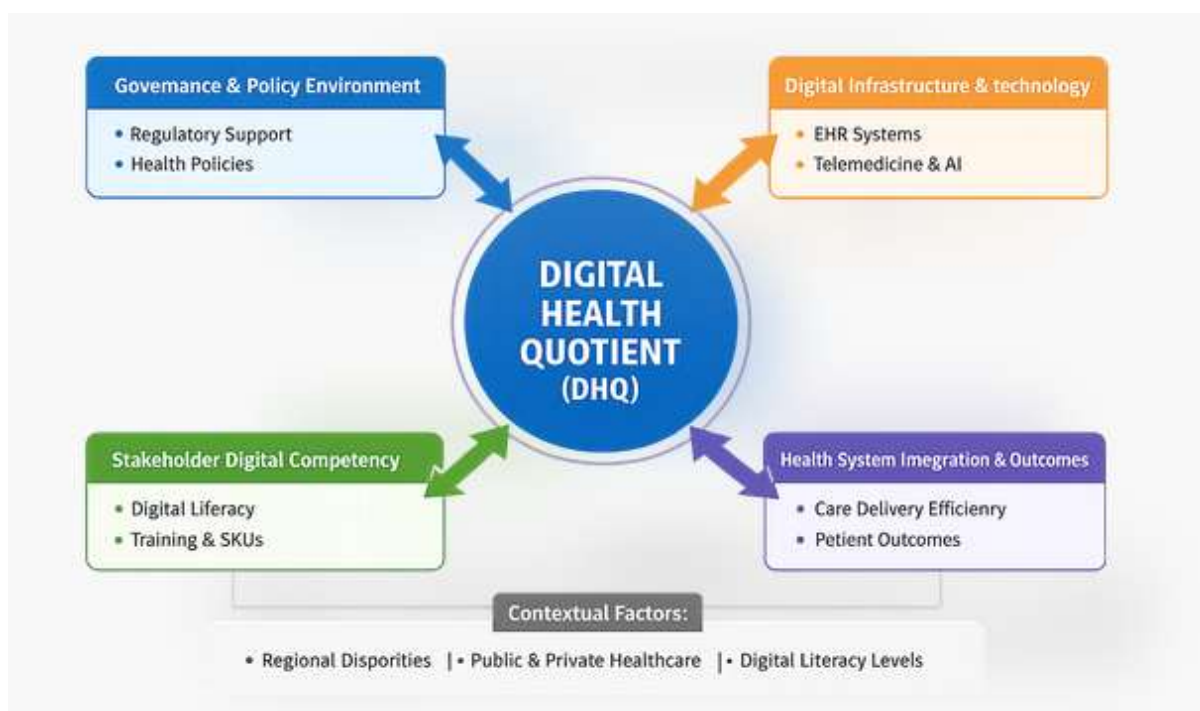 Governance & Policy Environment
• Regulatory Support
• Health Policies
Digital Infrastructure & technology
• EHR Systems
• Telemedicine & AI
DIGITAL
HEALTH
QUOTIENT
(DHQ)
Stakeholder Digital Competency
• Digital Liferacy
• Training & SKUs
Health System Imegration & Outcomes
• Care Delivery Efficienry
• Petient Outcomes
Contextual Factors:
• Regional Disporities | • Public & Private Healthcare | • Digital Literacy Levels